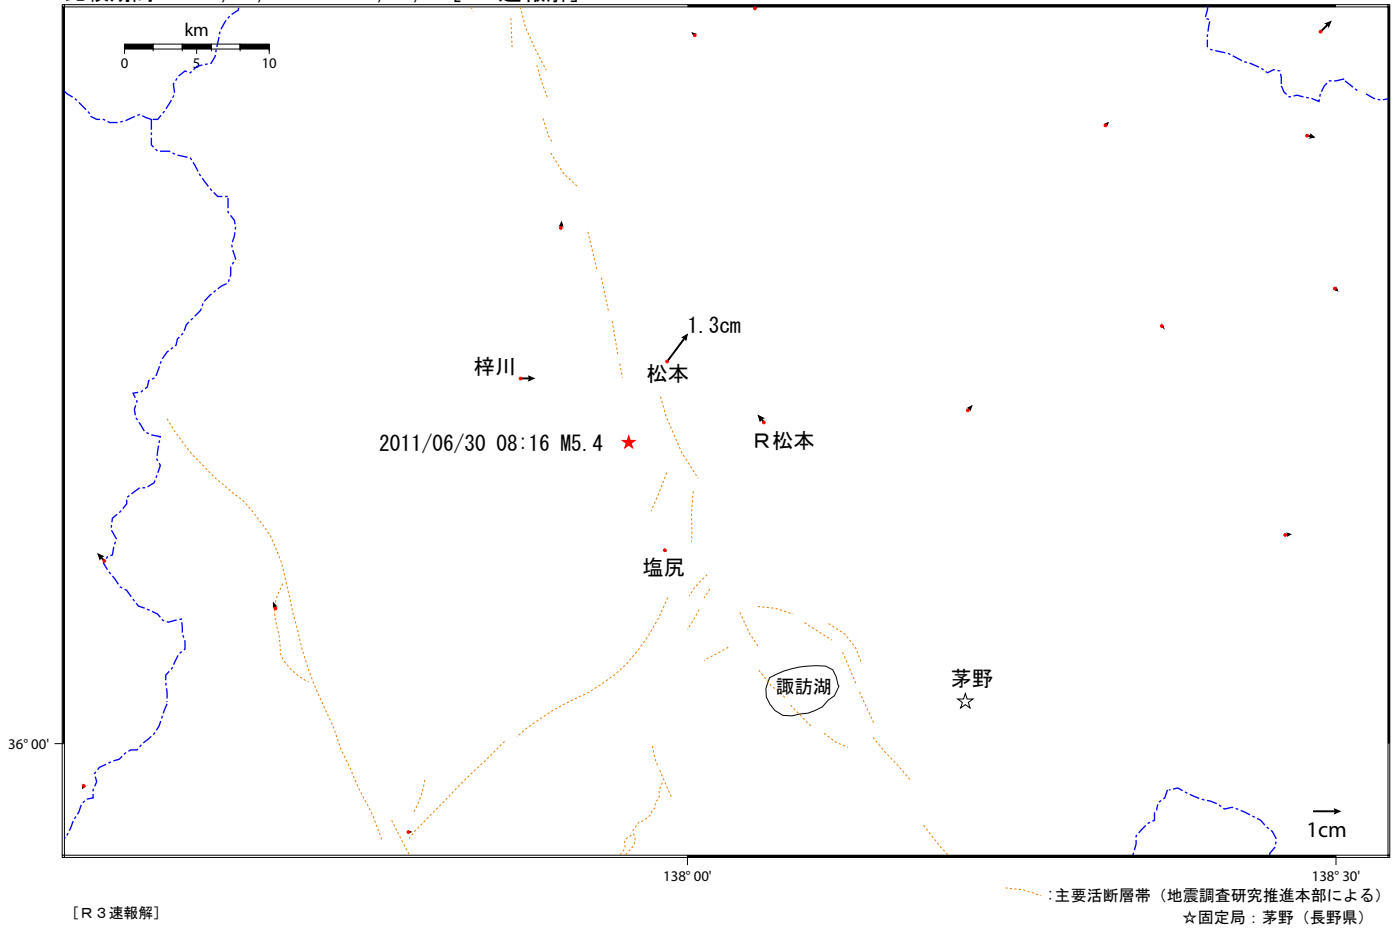 km
0 5 10
1.3cm
梓川
松本
2011/06/30 08:16 M5.4
R松本
塩尻
諏訪湖
茅野
36°00'
1cm
138°00'
138°30'
:主要活断層帯（地震調査研究推進本部による）
[R3速報解]
☆固定局：茅野（長野県）